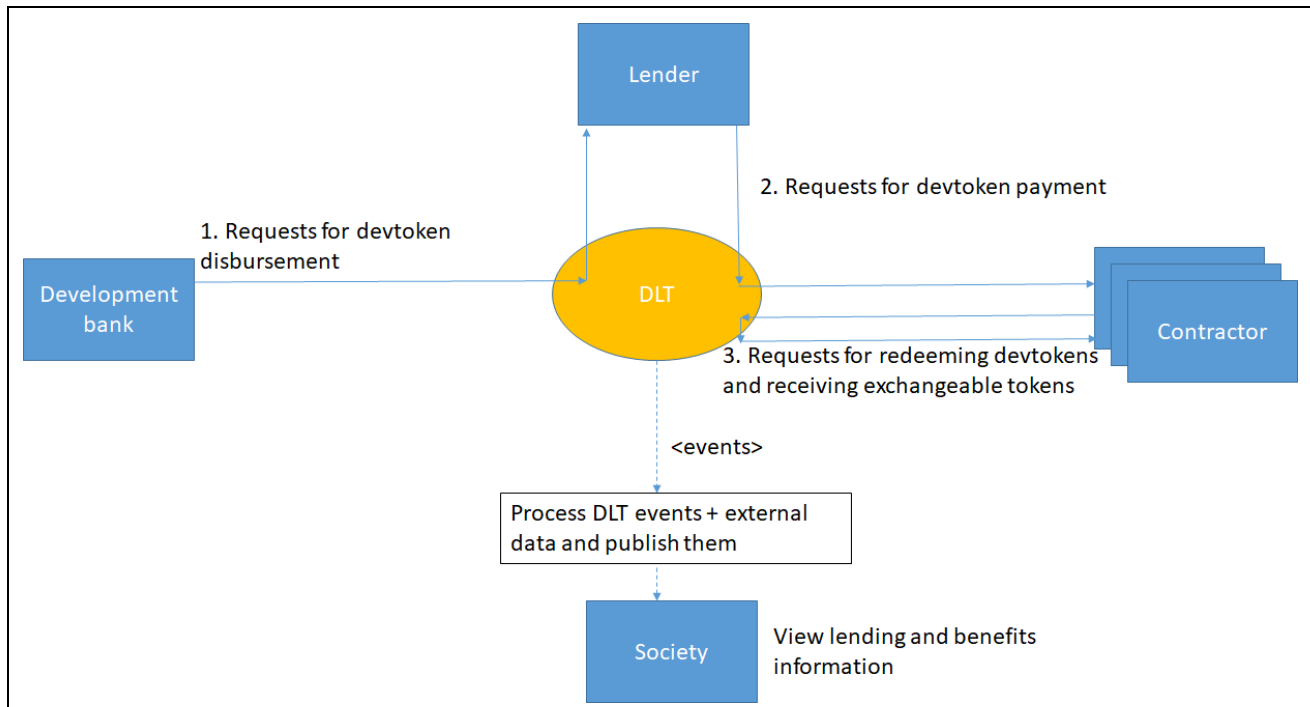 Lender
2. Requests for devtoken payment
1. Requests for devtoken
disbursement
Development
bank
DLT
Contractor
3. Requests for redeeming devtokens
and receiving exchangeable tokens
<events>
Process DLT events + external
data and publish them
Society
View lending and benefits
information